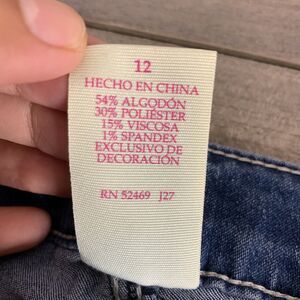 12
HECHO EN CHINA
54% ALGODÓN
30% POLIÉSTER
15% VISCOSA
1% SPANDEX
EXCLUSIVO DE
DECORACIÓN
RN 52469 J27